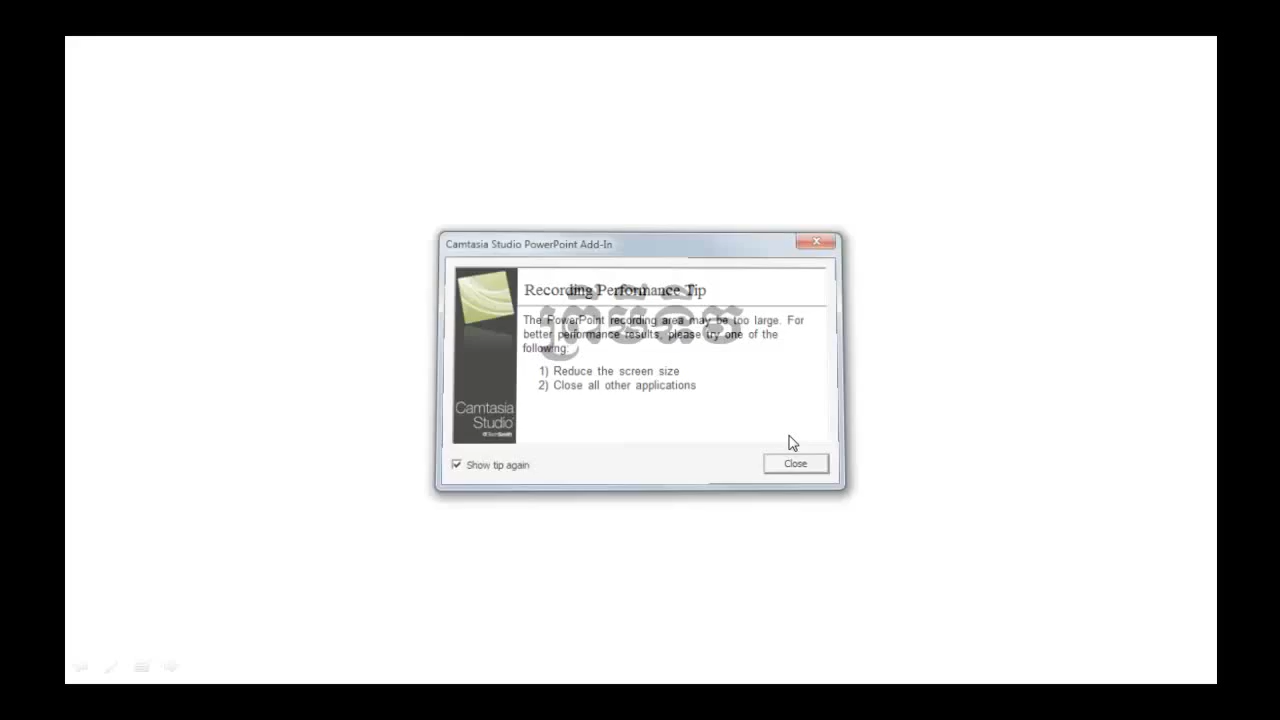 Camtasia Studio PowerPoint Add-In
Recording Performance Tip
The PowerPoint recording area may be too large. For
better performance results, please try one of the
following:
1) Reduce the screen size
2) Close all other applications
Camtasia
Studio
Show tip again
Close